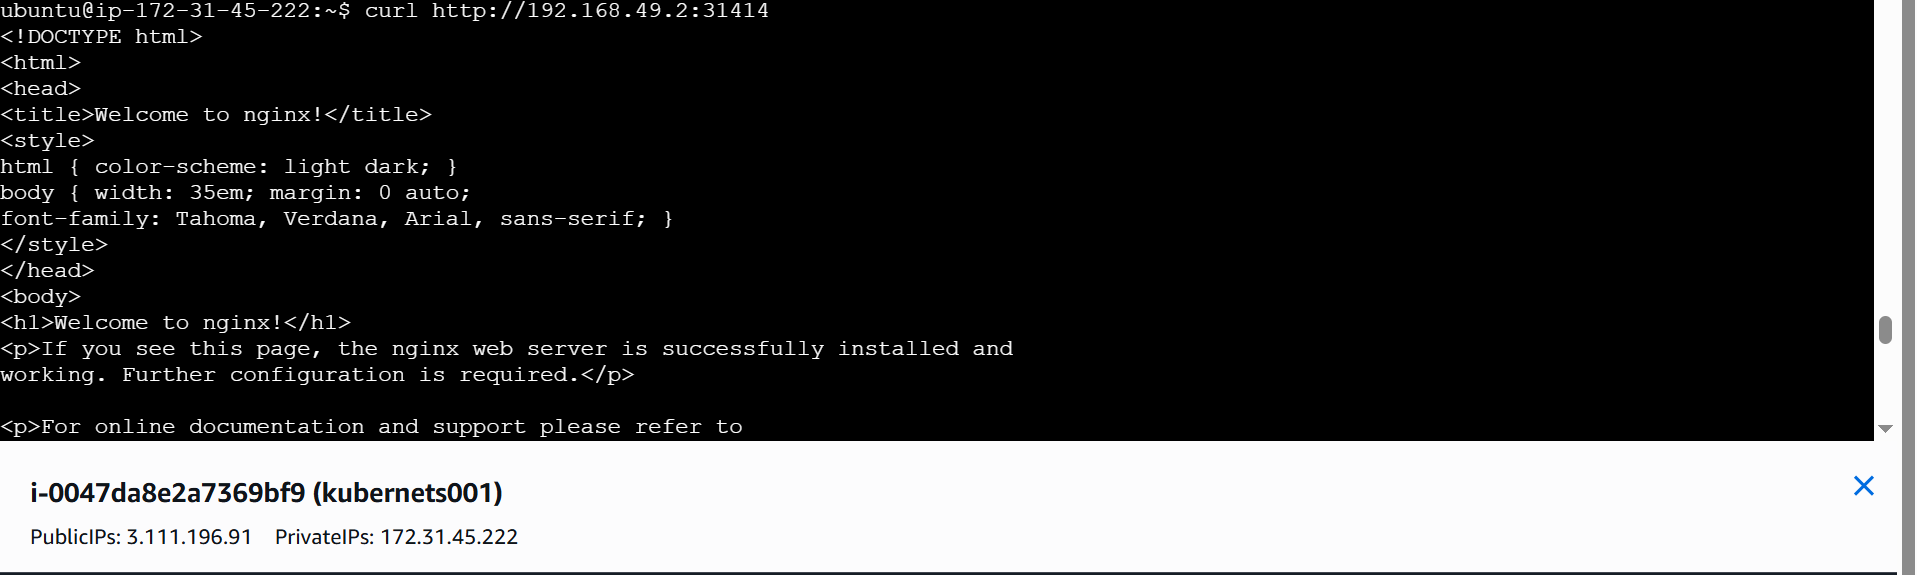 ubuntu@ip-172-31-45-222:~$ curl http://192.168.49.2:31414
<!DOCTYPE html>
<html>
<head>
<title>Welcome to nginx!</title>
<style>
html { color-scheme: light dark; }
body { width: 35em; margin: 0 auto;
font-family: Tahoma, Verdana, Arial, sans-serif; }
</style>
</head>
<body>
<h1>Welcome to nginx!</h1>
<p>If you see this page, the nginx web server is successfully installed and
working. Further configuration is required.</p>

<p>For online documentation and support please refer to
i-0047da8e2a7369bf9 (kubernets001)
PublicIPs: 3.111.196.91 PrivateIPs: 172.31.45.222